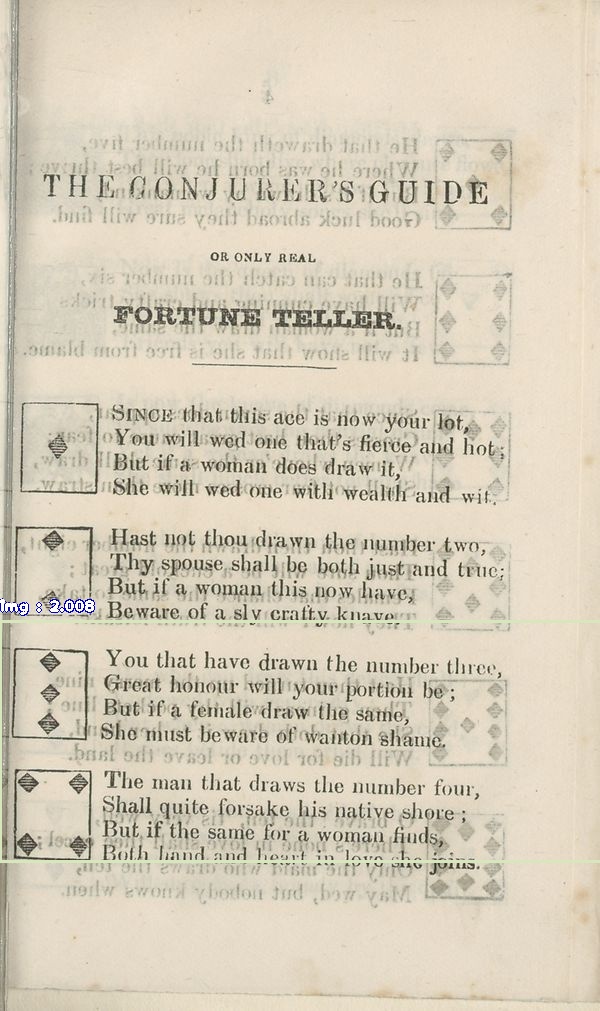 THE CONJURER'S GUIDE
OR ONLY REAL
FORTUNE TELLER.
SINCE that this ace is now your lot,
You will wed one that's fierce and hot;
But if a woman does draw it,
She will wed one with wealth and wit.
Hast not thou drawn the number two,
Thy spouse shall be both just and true;
But if a woman this now have,
Beware of a sly crafty knave.
img : 2.008
You that have drawn the number three,
Great honour will your portion be;
But if a female draw the same,
She must beware of wanton shame.
The man that draws the number four,
Shall quite forsake his native shore;
But if the same for a woman finds,
Both hand and heart in love she joins.